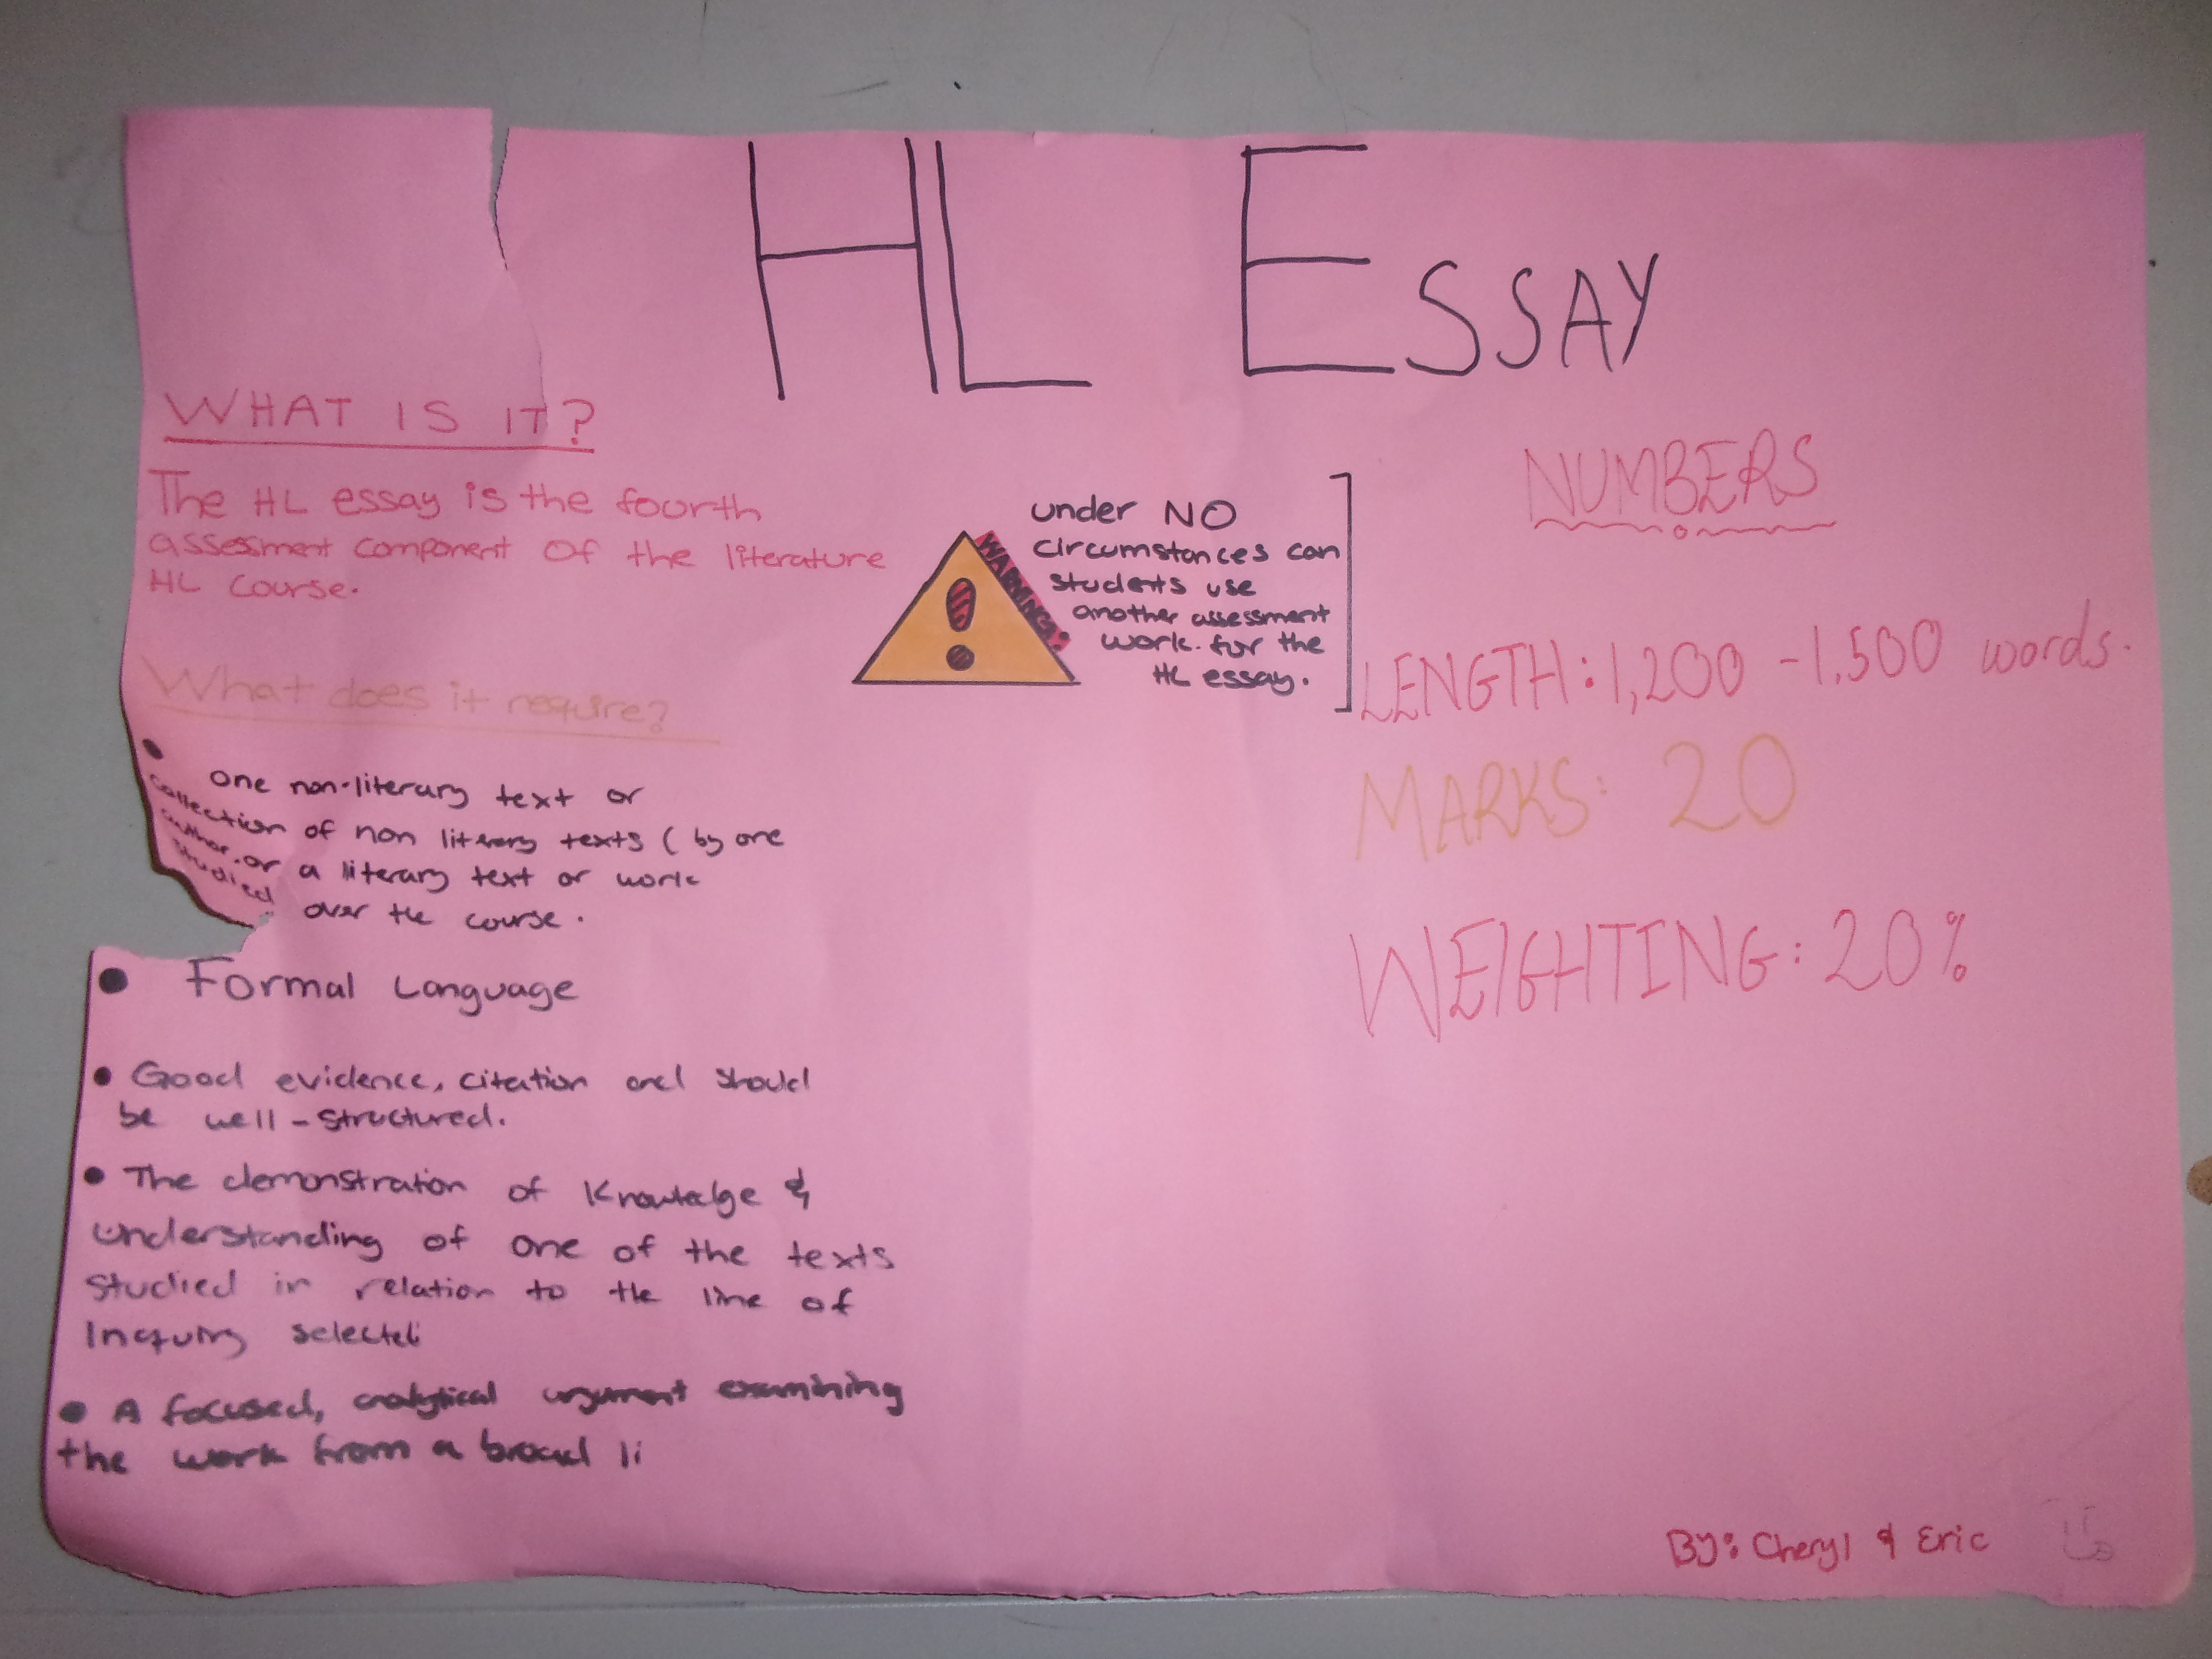 HL ESSAY
WHAT IS IT?
The HL essay is the fourth
assessment component of the literature
HL course.
What does it require?
• One non-literary text or
collection of non literary texts ( by one
author. or a literary text or work
studied over the course.
• Formal Language
• Good evidence, citation and should
be well-structured.
• The demonstration of Knowledge &
understanding of one of the texts
studied in relation to the line of
Inquiry selected
• A focused, analytical argument examining
the work from a broad li
WARNING:
under NO
circumstances can
students use
another assessment
work. for the
HL essay.
NUMBERS
LENGTH: 1,200 - 1,500 words.
MARKS: 20
WEIGHTING: 20%
By: Cheryl & Eric